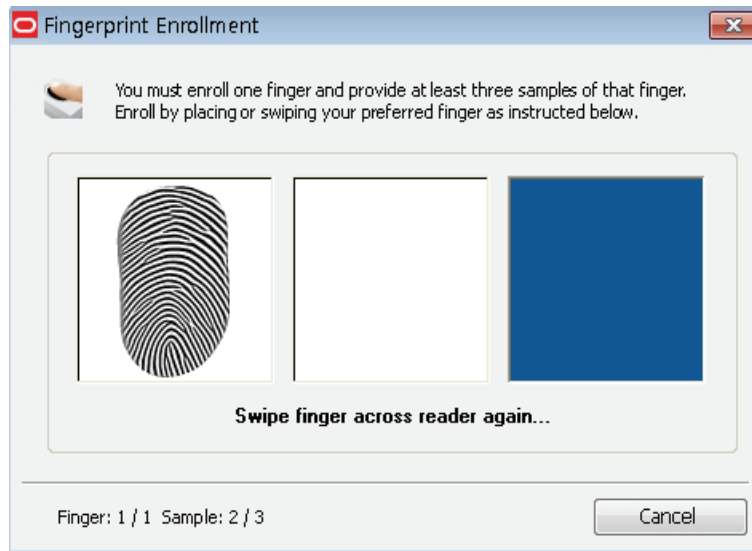 Fingerprint Enrollment
You must enroll one finger and provide at least three samples of that finger.
Enroll by placing or swiping your preferred finger as instructed below.
Swipe finger across reader again...
Finger: 1 / 1 Sample: 2 / 3
Cancel